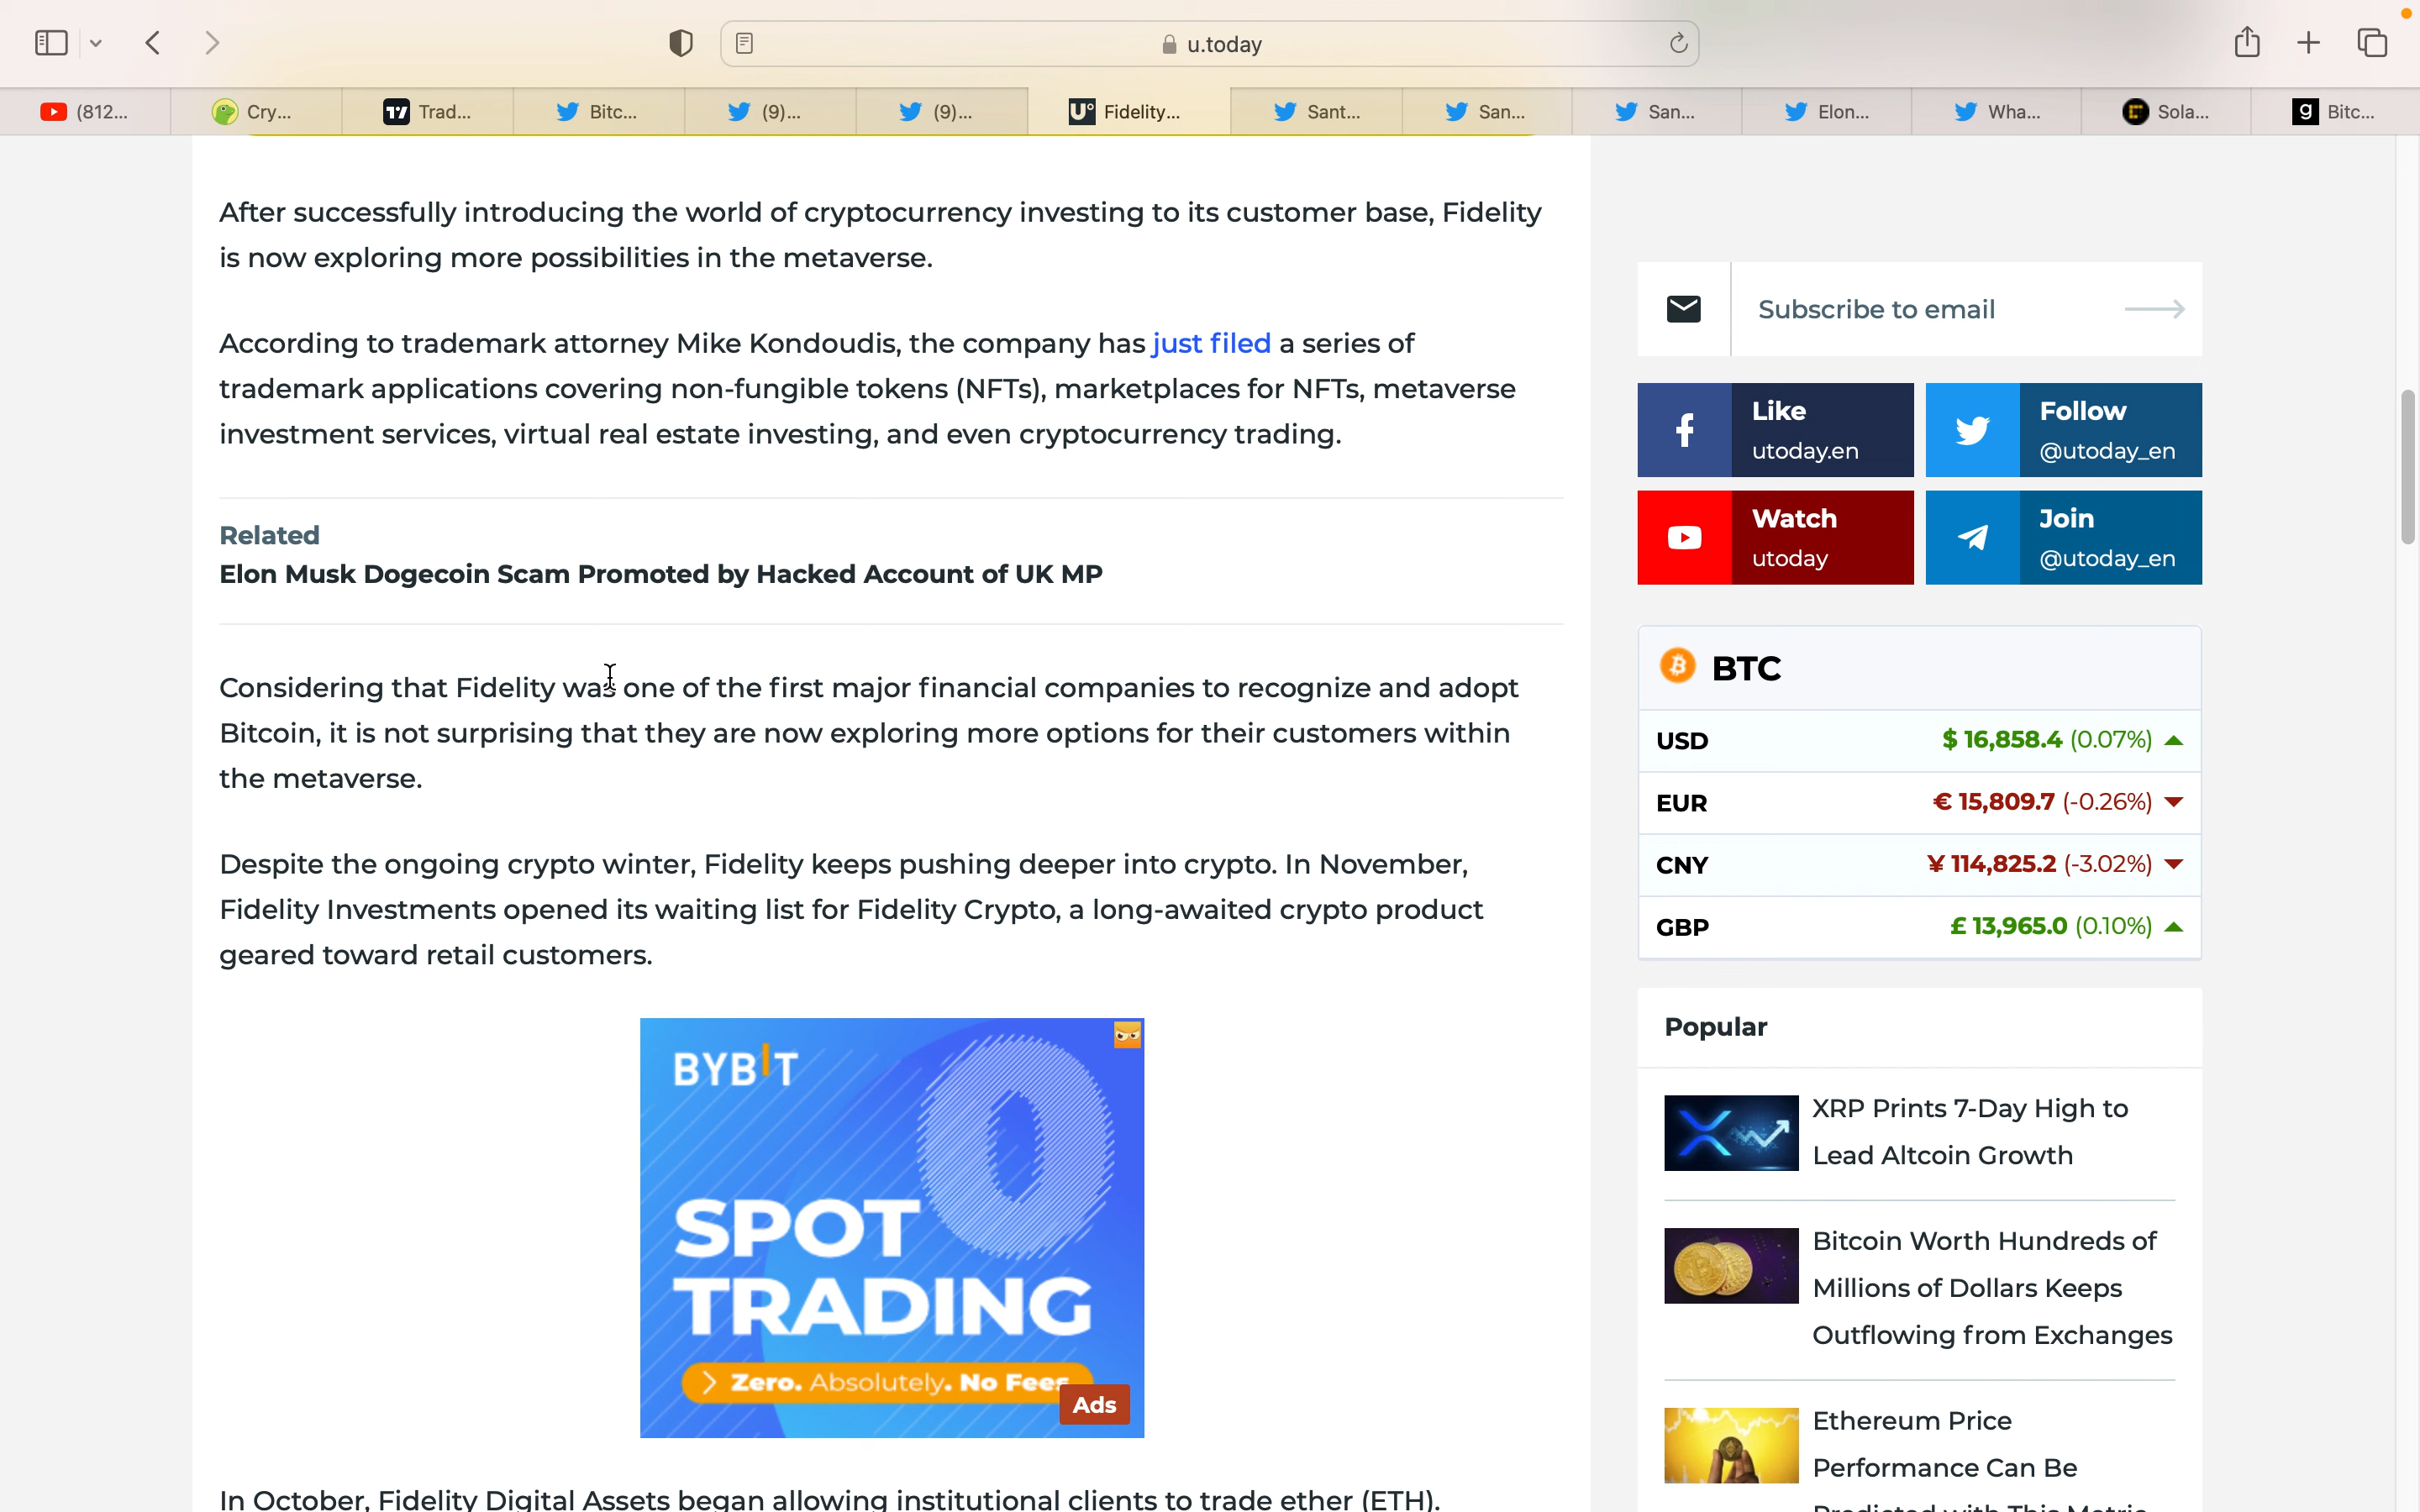 u.today
(812...
Cry...
Trad...
Bitc...
(9)...
(9)...
Fidelity...
Sant...
San...
San...
Elon...
Wha...
Sola...
Bitc...
After successfully introducing the world of cryptocurrency investing to its customer base, Fidelity
is now exploring more possibilities in the metaverse.
According to trademark attorney Mike Kondoudis, the company has just filed a series of
trademark applications covering non-fungible tokens (NFTs), marketplaces for NFTs, metaverse
investment services, virtual real estate investing, and even cryptocurrency trading.
Related
Elon Musk Dogecoin Scam Promoted by Hacked Account of UK MP
Considering that Fidelity was one of the first major financial companies to recognize and adopt
Bitcoin, it is not surprising that they are now exploring more options for their customers within
the metaverse.
Despite the ongoing crypto winter, Fidelity keeps pushing deeper into crypto. In November,
Fidelity Investments opened its waiting list for Fidelity Crypto, a long-awaited crypto product
geared toward retail customers.
BYBIT
0
SPOT
TRADING
Zero. Absolutely. No Fees
Ads
In October, Fidelity Digital Assets began allowing institutional clients to trade ether (ETH).
Subscribe to email
Like
utoday.en
Follow
@utoday_en
Watch
utoday
Join
@utoday_en
BTC
USD $ 16,858.4 (0.07%)
EUR € 15,809.7 (-0.26%)
CNY ¥ 114,825.2 (-3.02%)
GBP £ 13,965.0 (0.10%)
Popular
XRP Prints 7-Day High to
Lead Altcoin Growth
Bitcoin Worth Hundreds of
Millions of Dollars Keeps
Outflowing from Exchanges
Ethereum Price
Performance Can Be
Predicted with This Metric